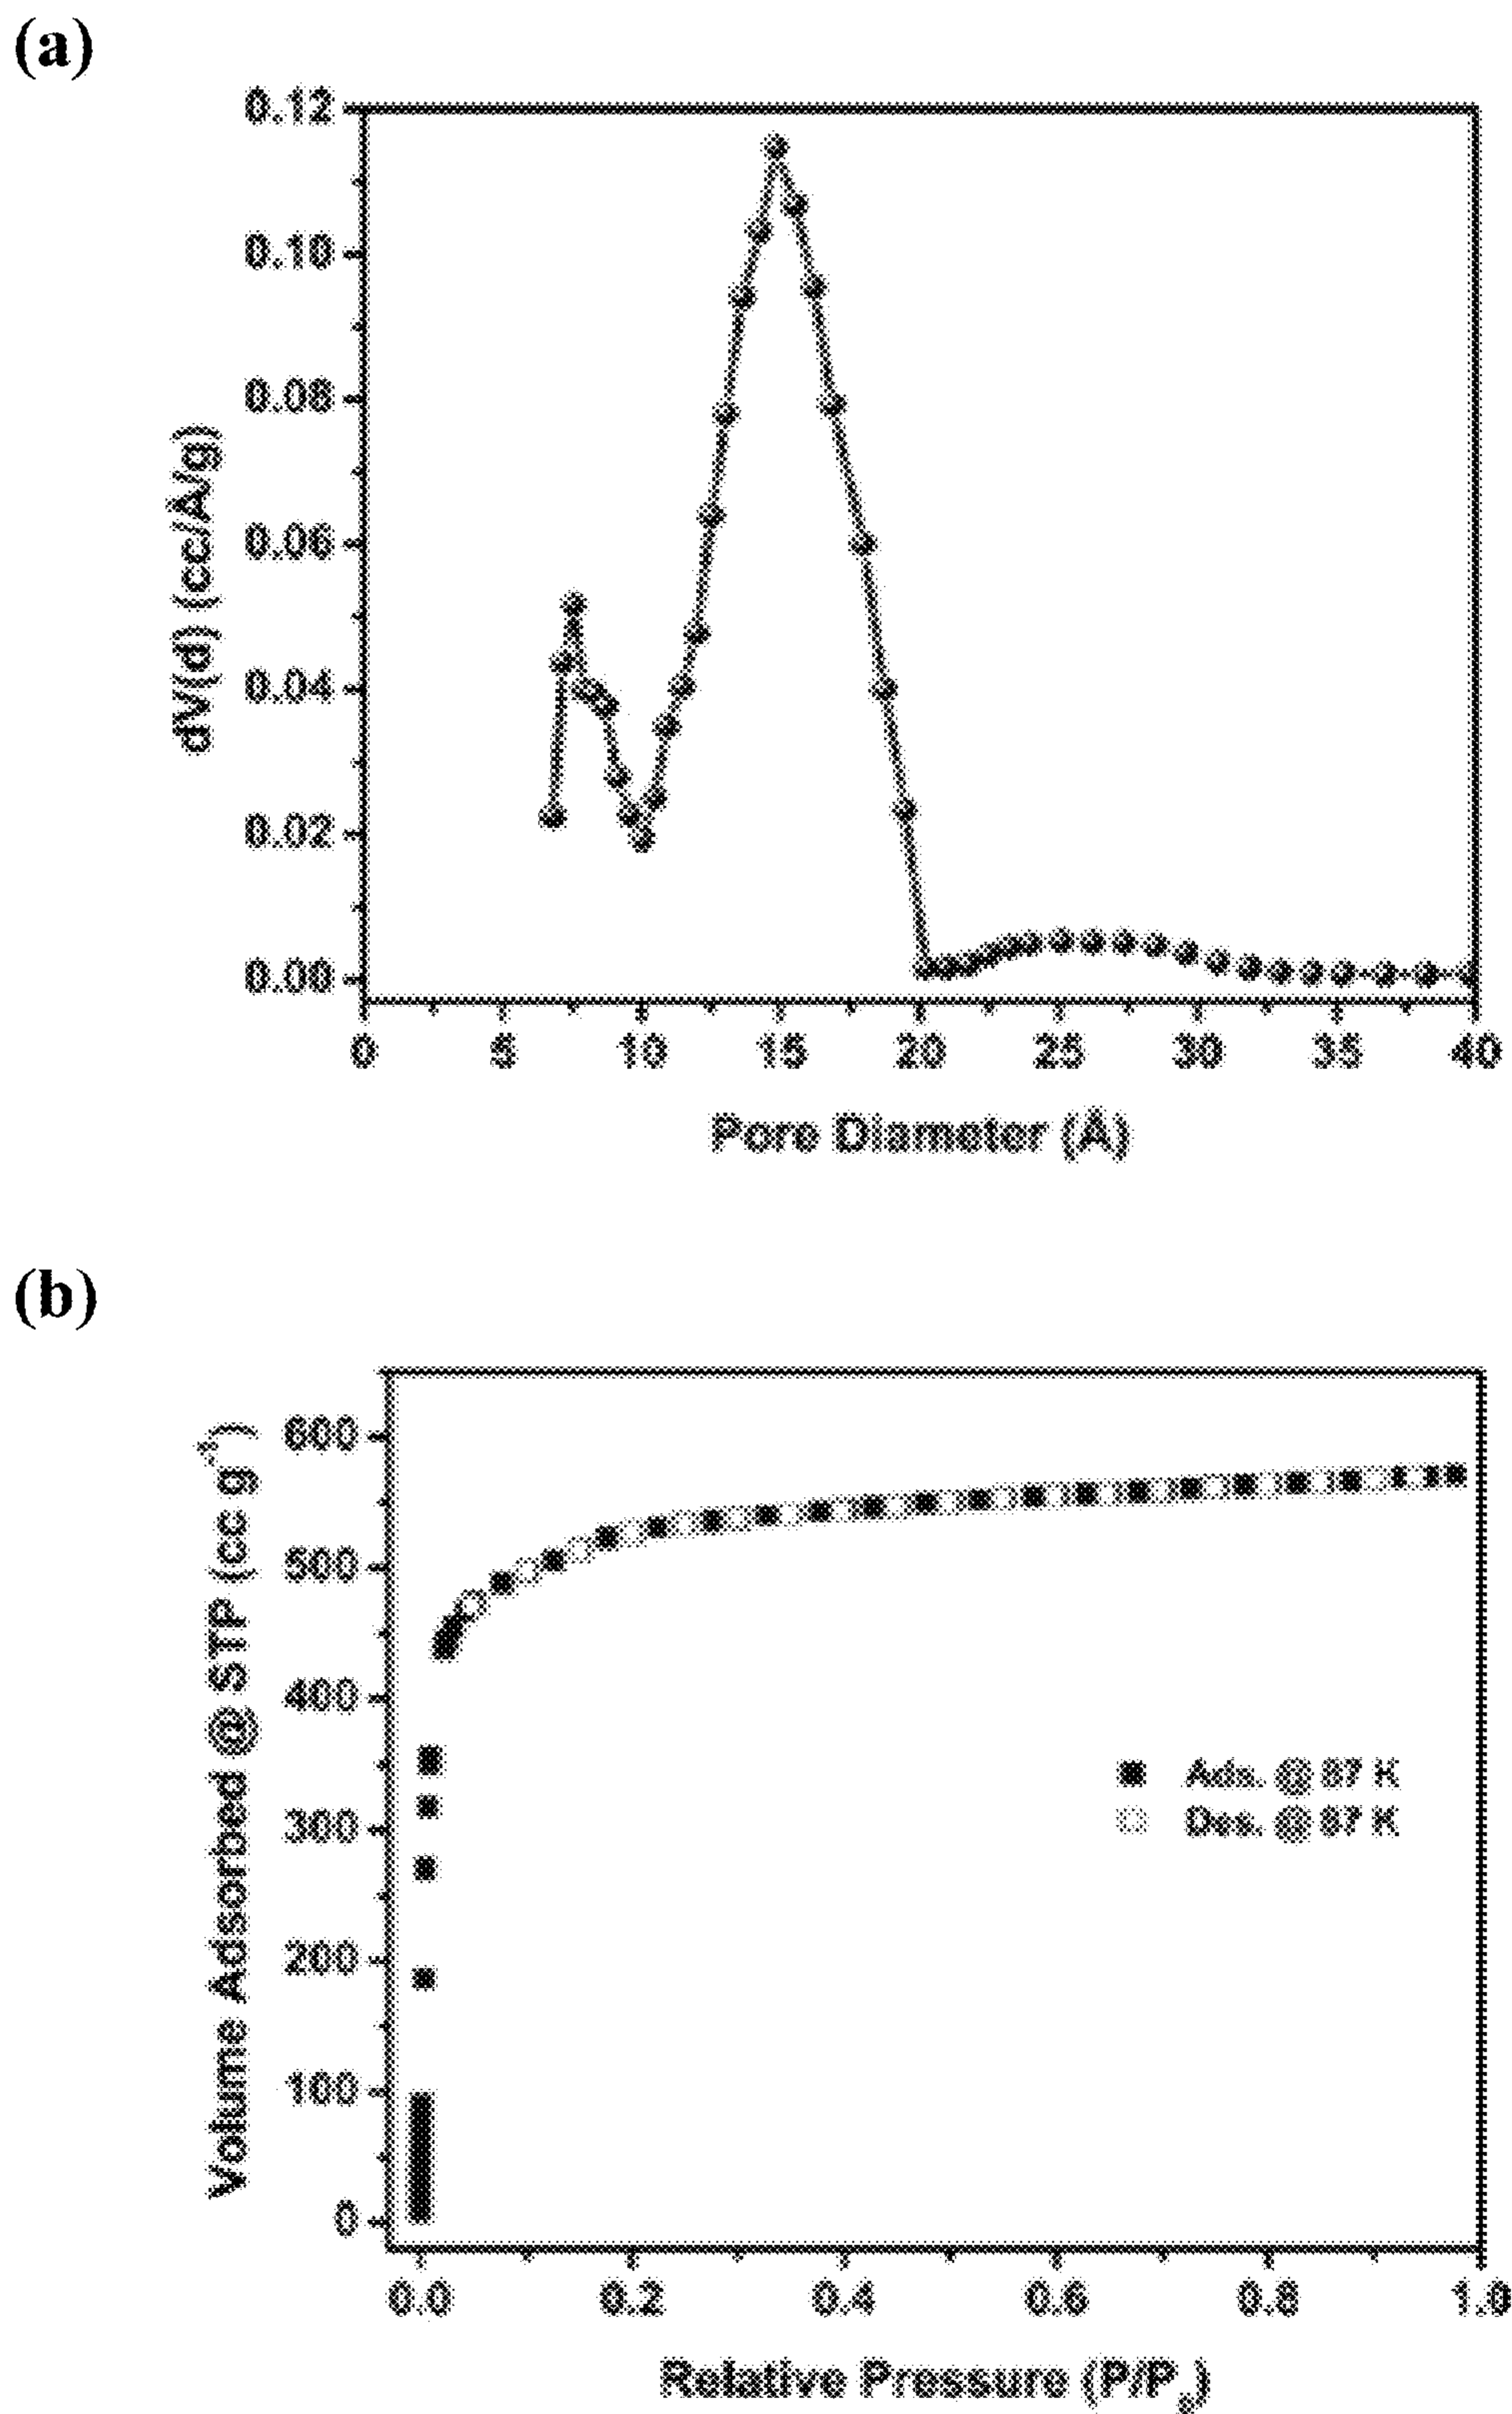 (a)
0.12
0.10
0.08
0.06
0.04
0.02
0.00
dV(d) (cc/Å/g)
0 5 10 15 20 25 30 35 40
Pore Diameter (Å)
(b)
600
500
400
300
200
100
0
Volume Adsorbed @ STP (cc g⁻¹)
Ads. @ 87 K
Des. @ 87 K
0.0 0.2 0.4 0.6 0.8 1.0
Relative Pressure (P/Pₒ)